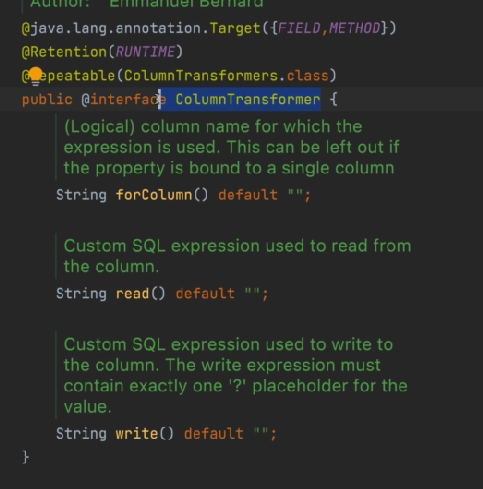 Author: Emmanuel Bernard
@java.lang.annotation.Target({FIELD,METHOD})
@Retention(RUNTIME)
@Repeatable(ColumnTransformers.class)
public @interface ColumnTransformer {
(Logical) column name for which the
expression is used. This can be left out if
the property is bound to a single column
String forColumn() default "";
Custom SQL expression used to read from
the column.
String read() default "";
Custom SQL expression used to write to
the column. The write expression must
contain exactly one '?' placeholder for the
value.
String write() default "";
}